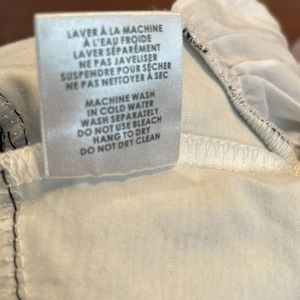 LAVER À LA MACHINE
À L'EAU FROIDE
LAVER SÉPARÉMENT
NE PAS JAVELISER
SUSPENDRE POUR SÉCHER
NE PAS NETTOYER À SEC
MACHINE WASH
IN COLD WATER
WASH SEPARATELY
DO NOT USE BLEACH
HANG TO DRY
DO NOT DRY CLEAN